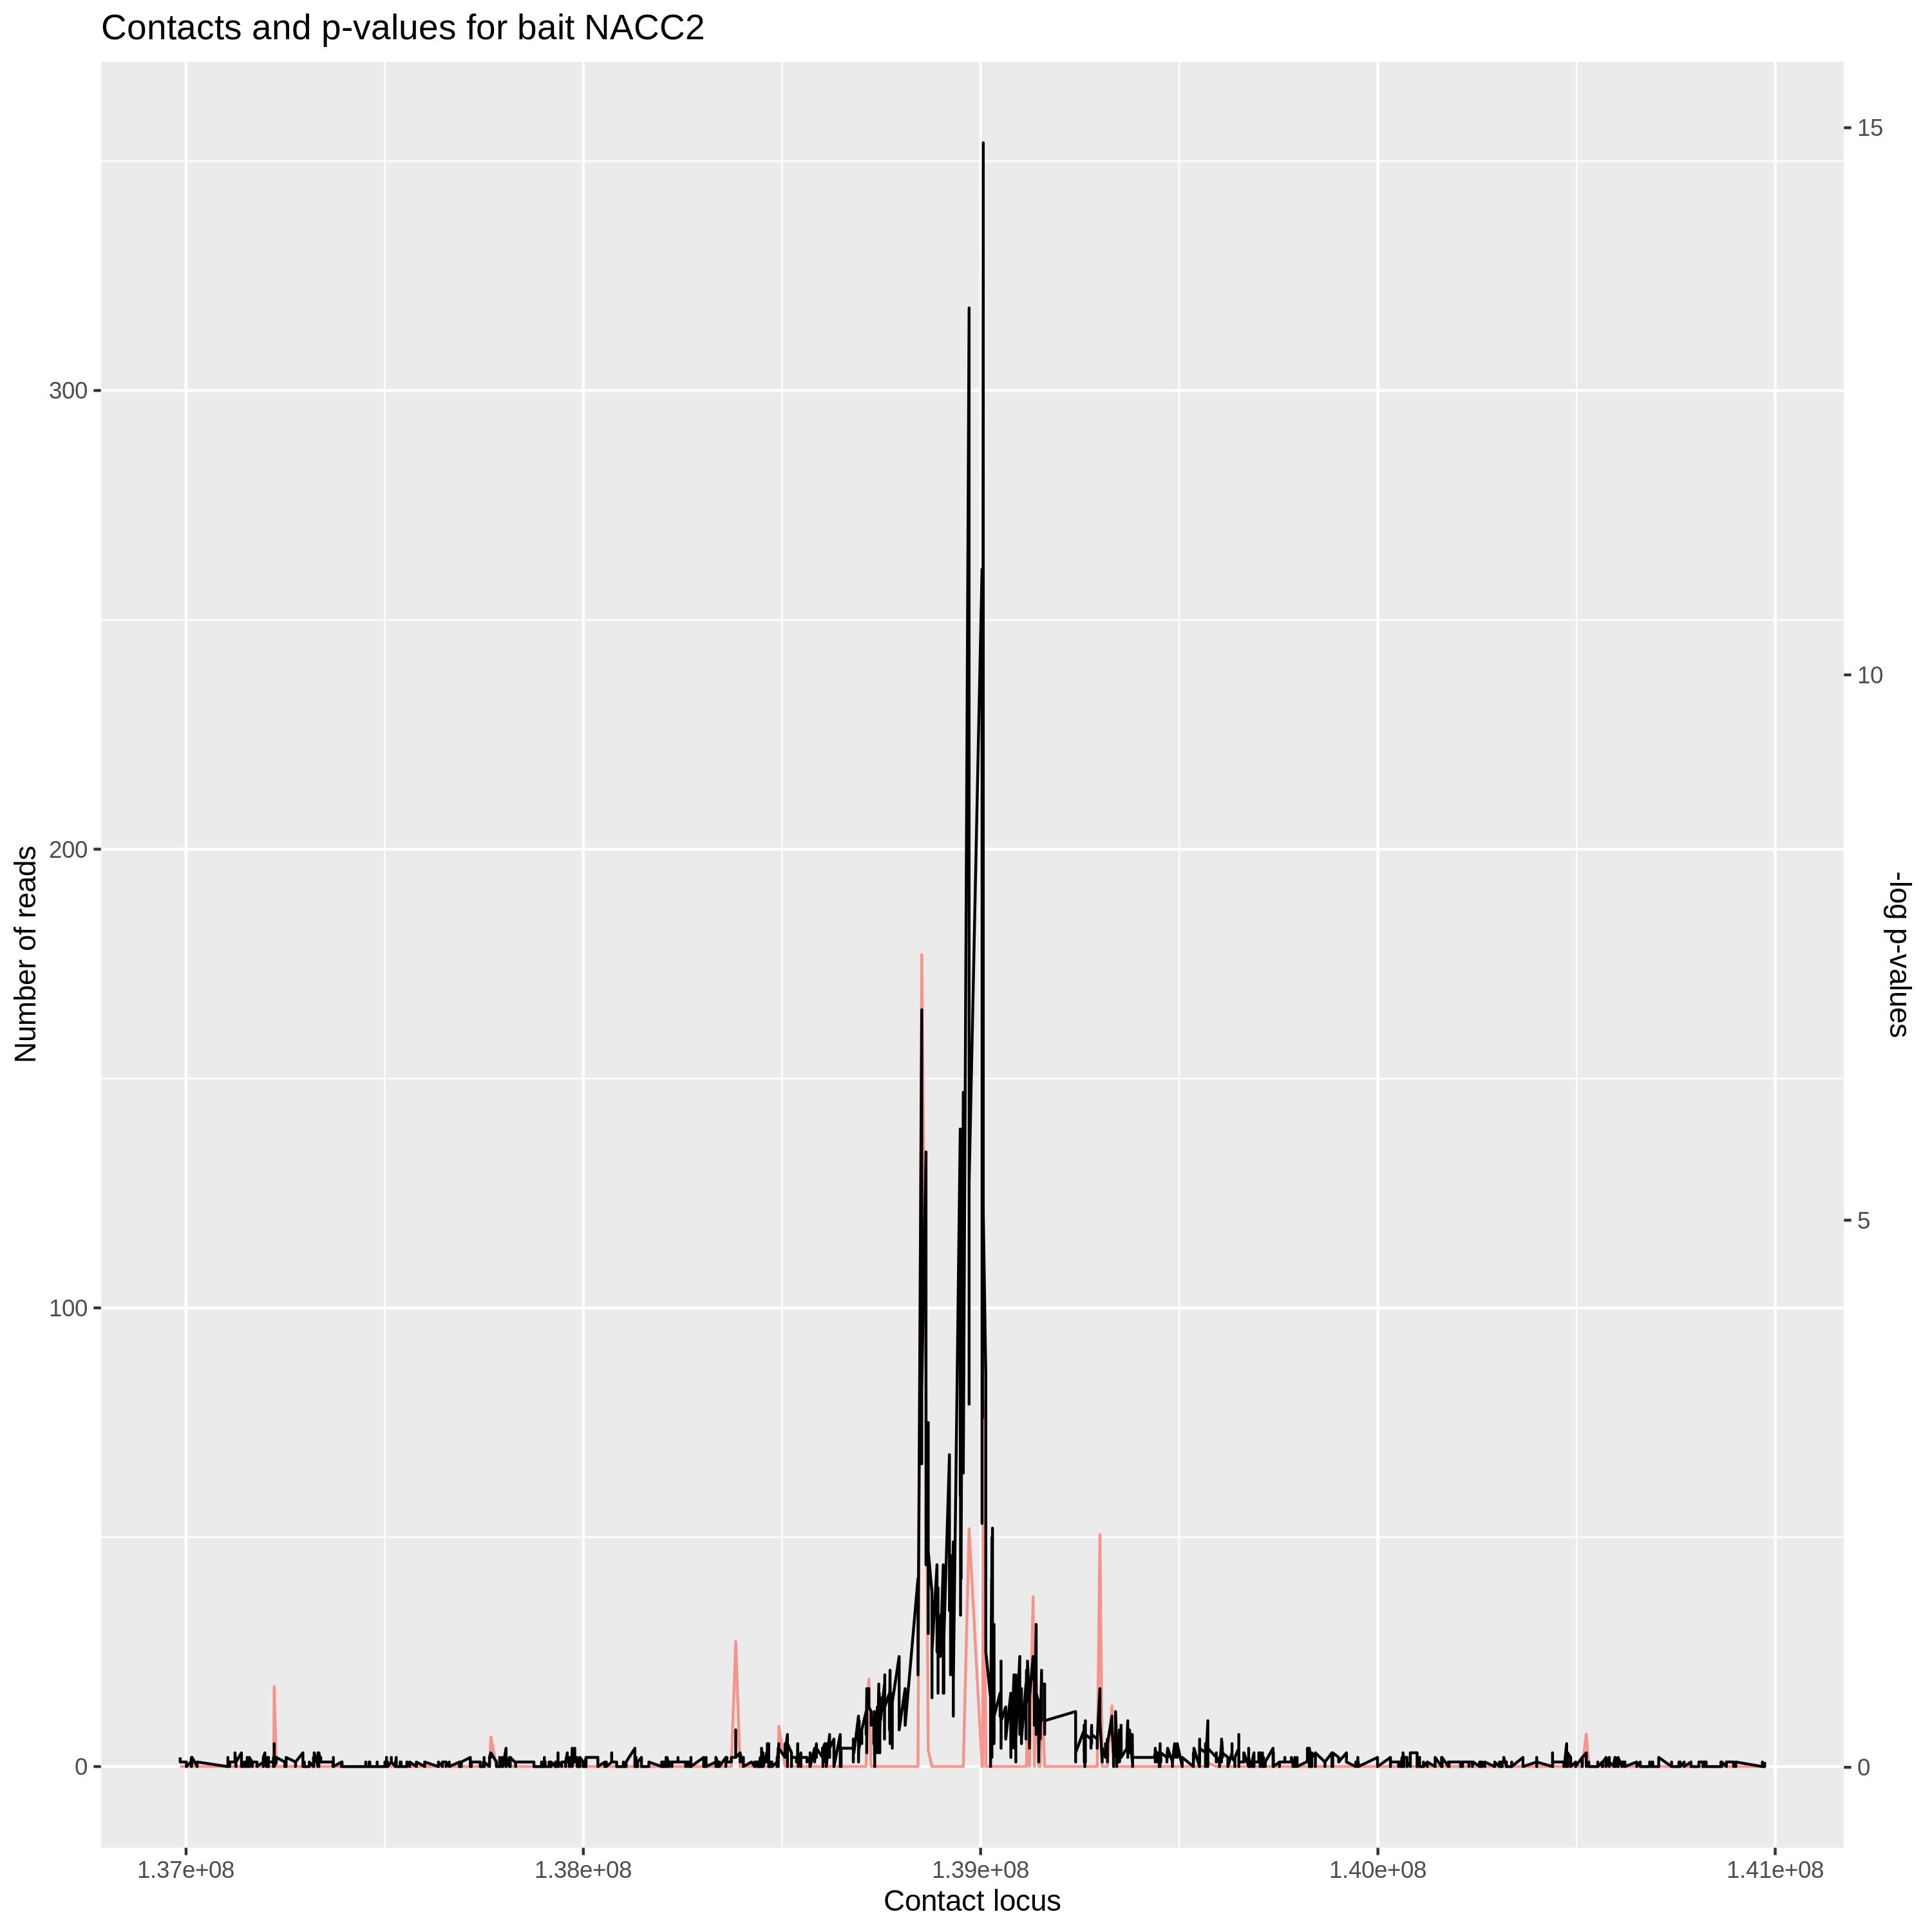 Contacts and p-values for bait NACC2
15
300
10
200
Number of reads
-log p-values
5
100
0
0
1.37e+08
1.38e+08
1.39e+08
1.40e+08
1.41e+08
Contact locus